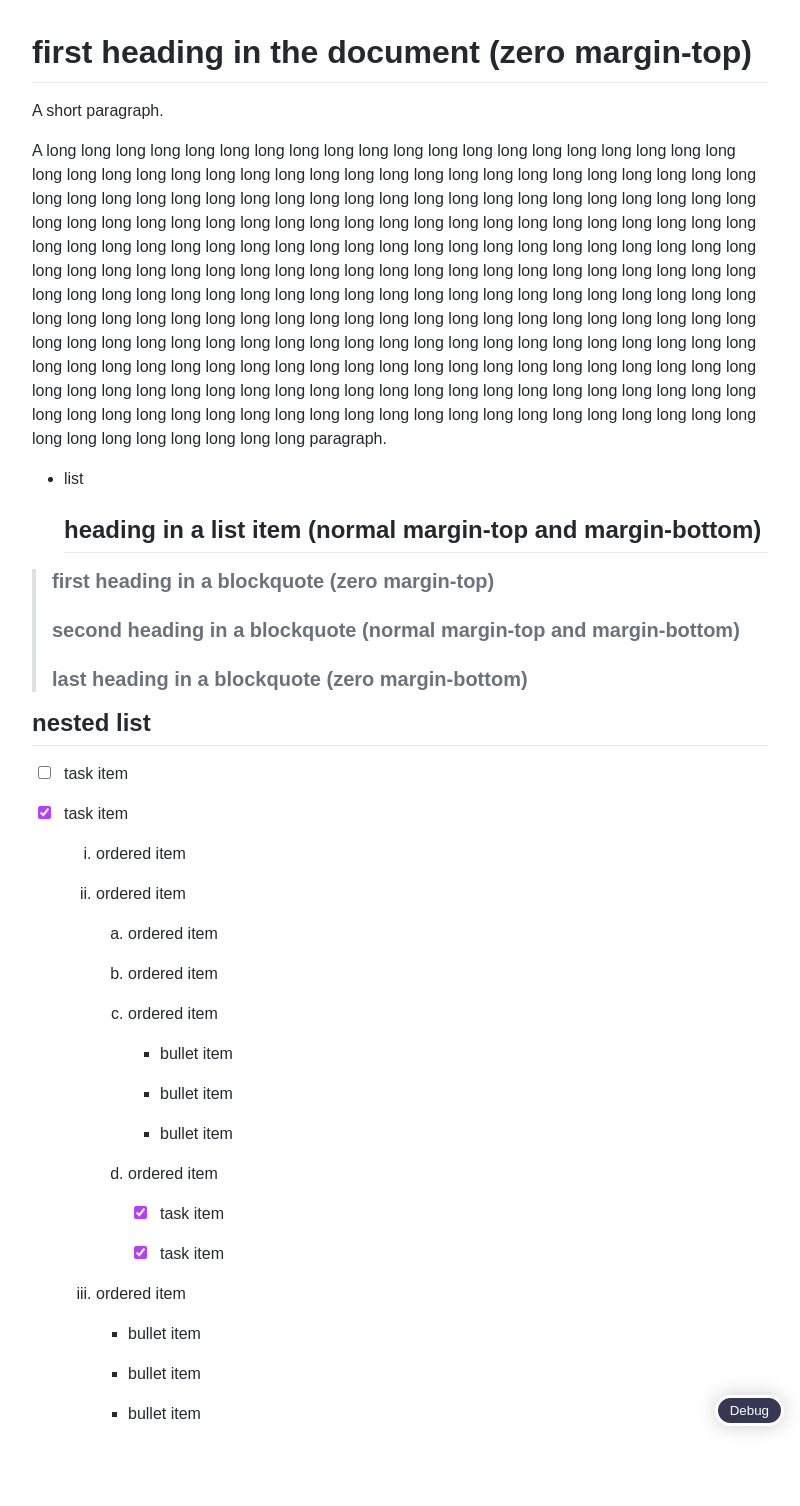 first heading in the document (zero margin-top)
A short paragraph.
A long long long long long long long long long long long long long long long long long long long long
long long long long long long long long long long long long long long long long long long long long long
long long long long long long long long long long long long long long long long long long long long long
long long long long long long long long long long long long long long long long long long long long long
long long long long long long long long long long long long long long long long long long long long long
long long long long long long long long long long long long long long long long long long long long long
long long long long long long long long long long long long long long long long long long long long long
long long long long long long long long long long long long long long long long long long long long long
long long long long long long long long long long long long long long long long long long long long long
long long long long long long long long long long long long long long long long long long long long long
long long long long long long long long long long long long long long long long long long long long long
long long long long long long long long long long long long long long long long long long long long long
long long long long long long long long paragraph.
• list
heading in a list item (normal margin-top and margin-bottom)
first heading in a blockquote (zero margin-top)
second heading in a blockquote (normal margin-top and margin-bottom)
last heading in a blockquote (zero margin-bottom)
nested list
task item
task item
i. ordered item
ii. ordered item
a. ordered item
b. ordered item
c. ordered item
▪ bullet item
▪ bullet item
▪ bullet item
d. ordered item
task item
task item
iii. ordered item
▪ bullet item
▪ bullet item
▪ bullet item
Debug